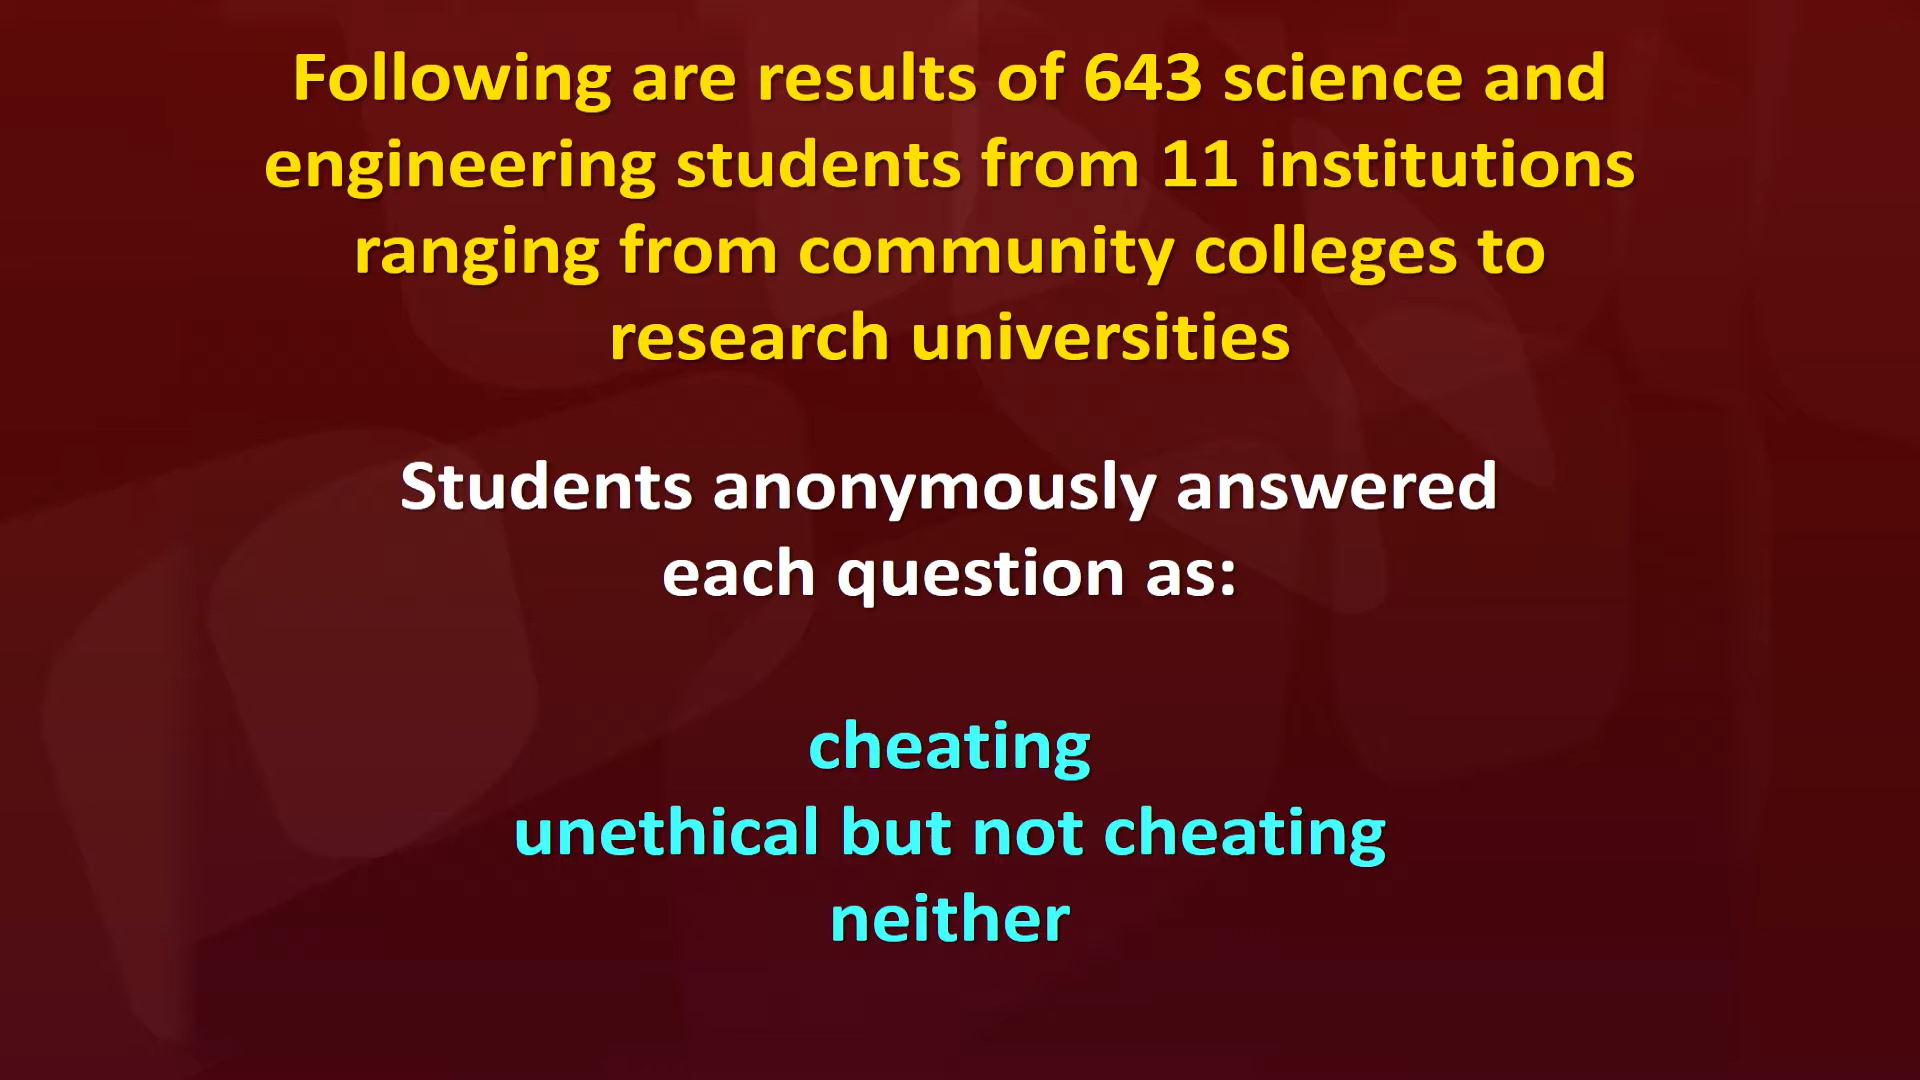 Following are results of 643 science and
engineering students from 11 institutions
ranging from community colleges to
research universities
Students anonymously answered
each question as:
cheating
unethical but not cheating
neither